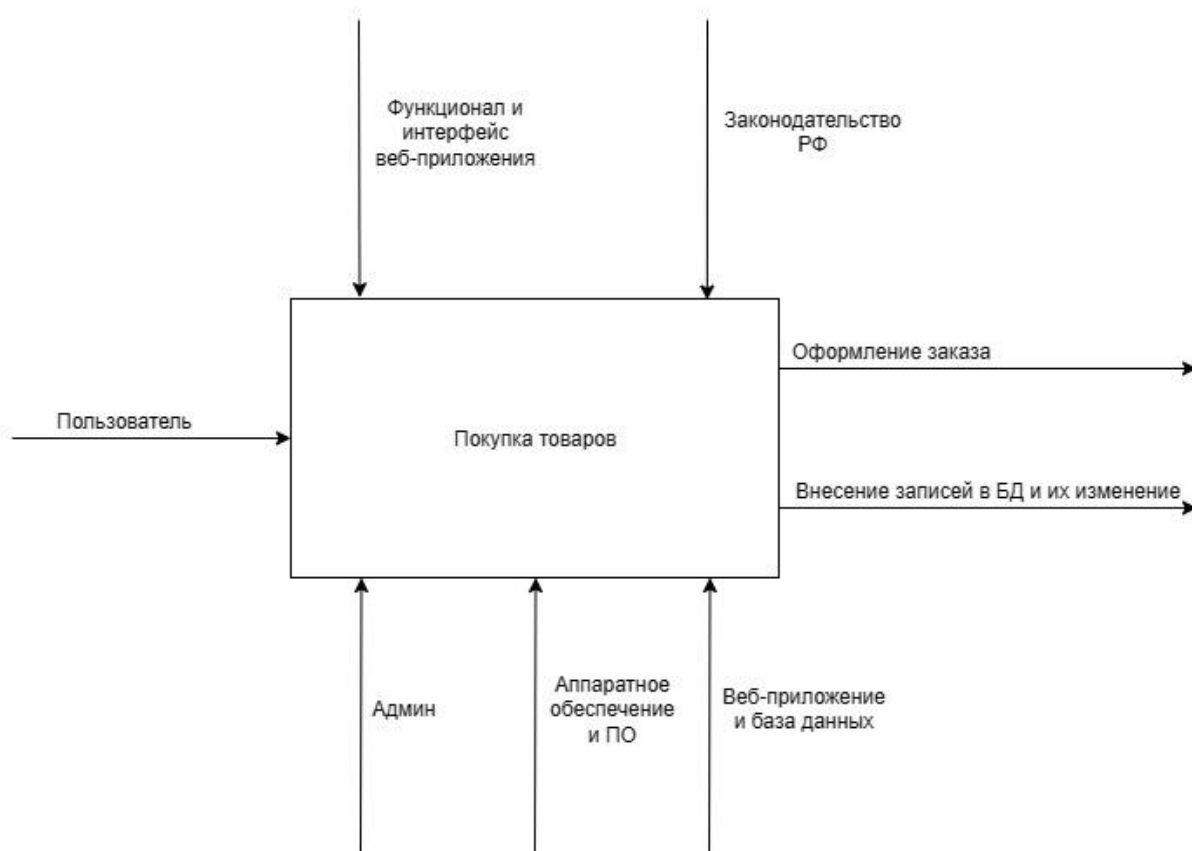 Функционал и
интерфейс
веб-приложения
Законодательство
РФ
Оформление заказа
Пользователь
Покупка товаров
Внесение записей в БД и их изменение
Админ
Аппаратное
обеспечение
и ПО
Веб-приложение
и база данных